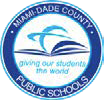 MIAMI-DADE COUNTY
giving our students
the world
PUBLIC SCHOOLS